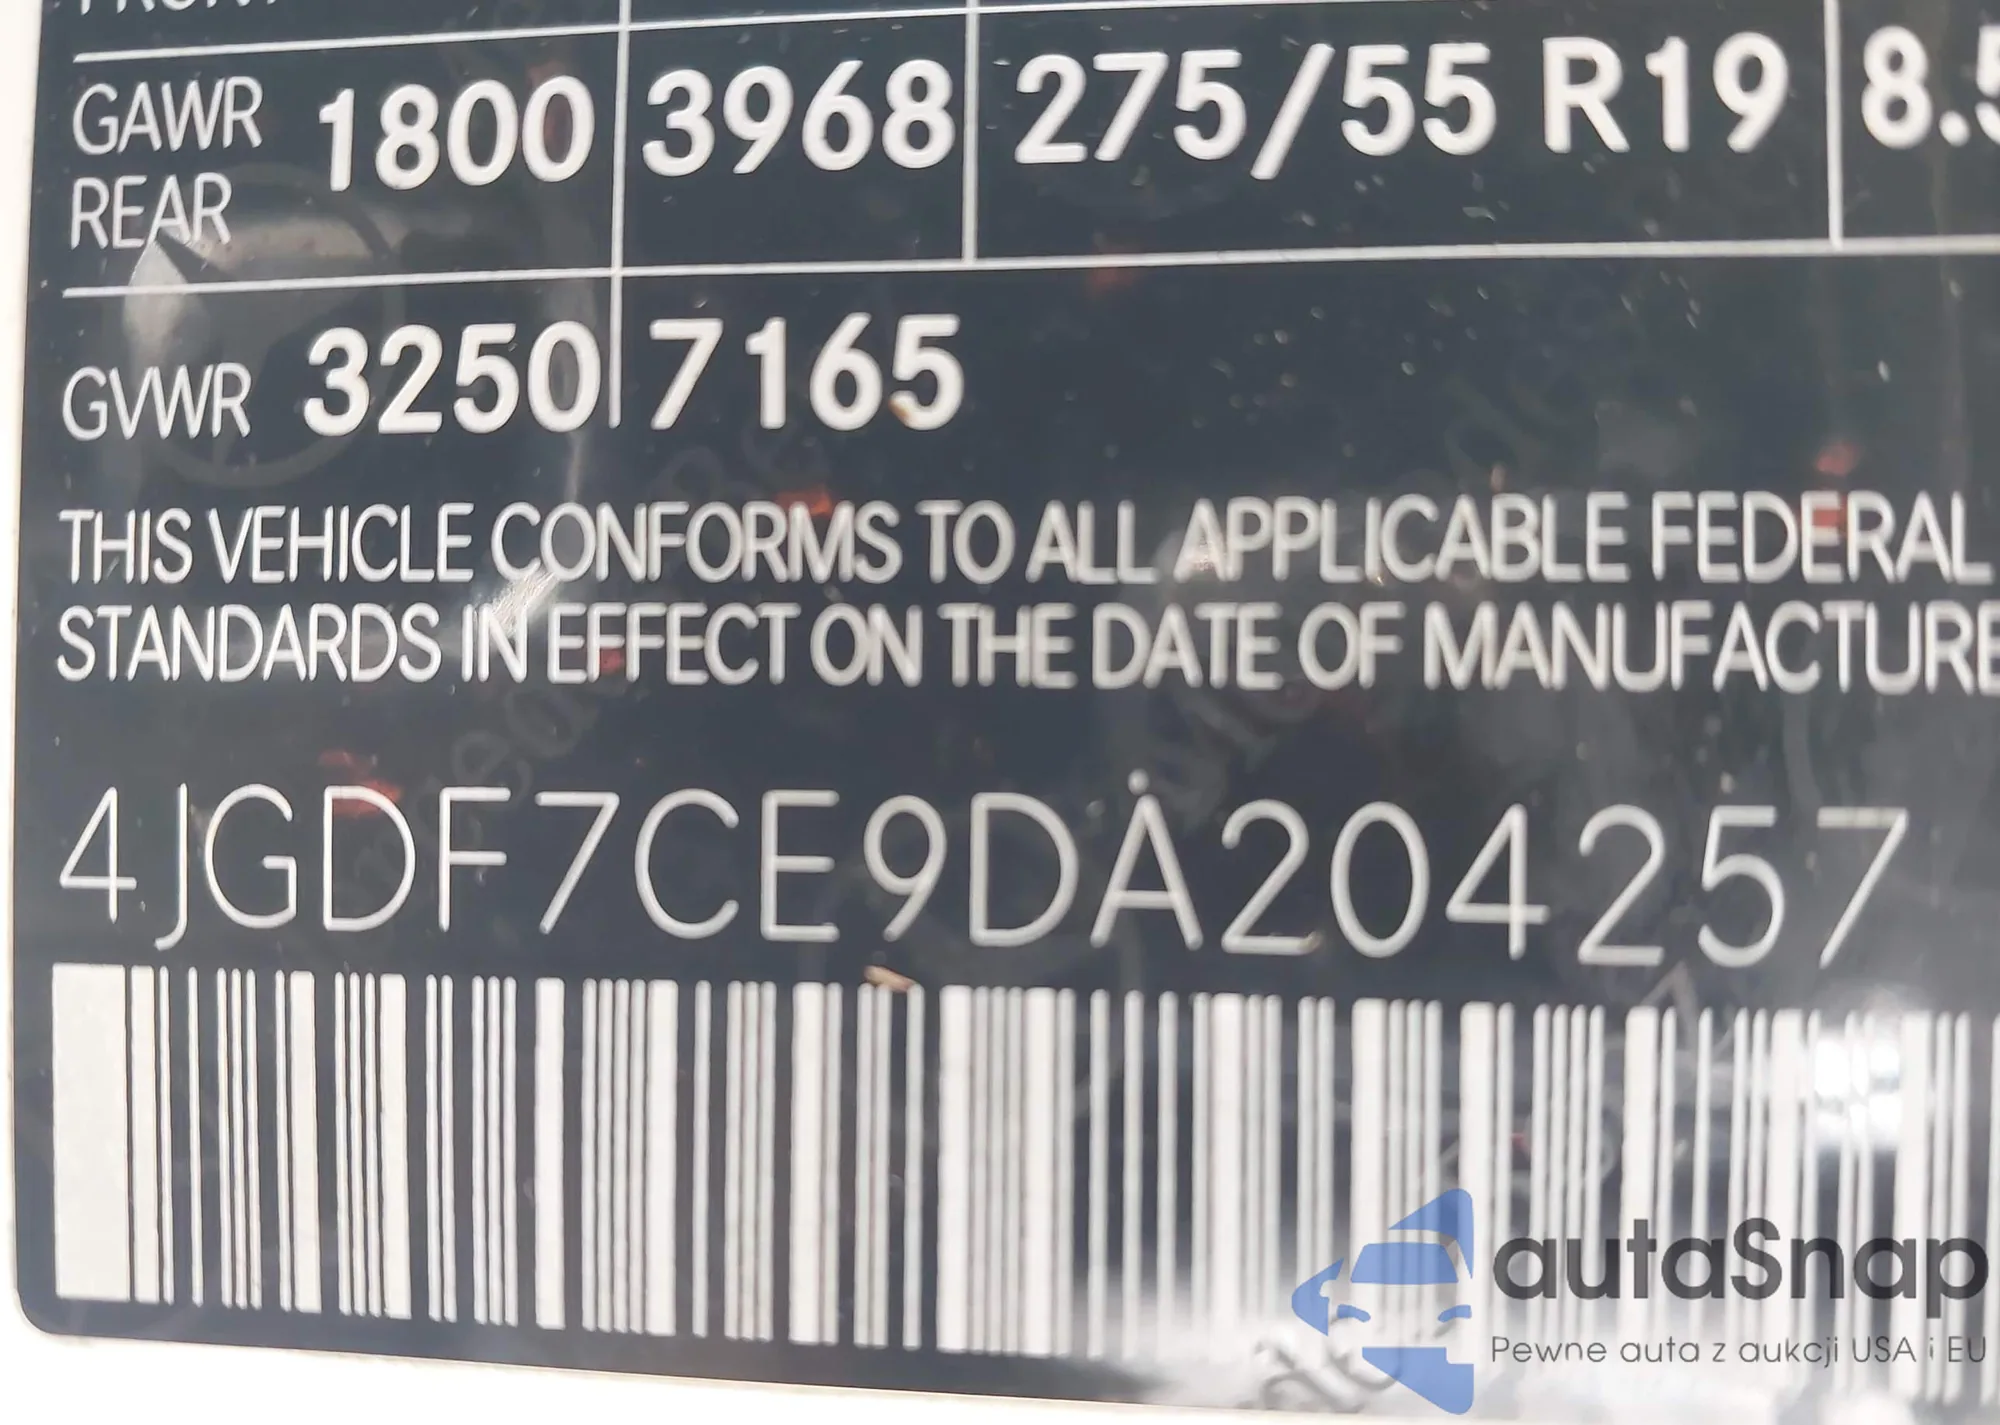 GAWR 1800 3968 275/55 R19
REAR
GVWR 3250 7165
THIS VEHICLE CONFORMS TO ALL APPLICABLE FEDERAL
STANDARDS IN EFFECT ON THE DATE OF MANUFACTURE
4JGDF7CE9DA204257
autaSnap
Pewne auta z aukcji USA i EU